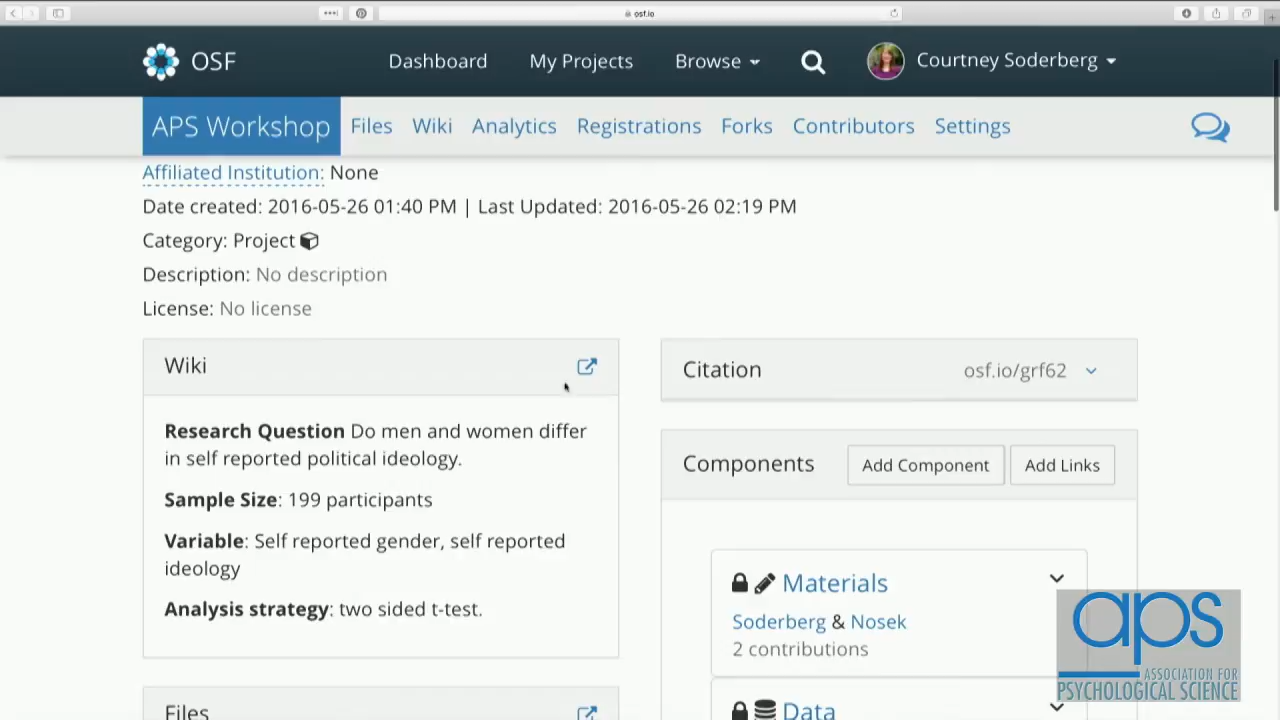 osf.io
OSF Dashboard My Projects Browse Courtney Soderberg
APS Workshop Files Wiki Analytics Registrations Forks Contributors Settings
Affiliated Institution: None
Date created: 2016-05-26 01:40 PM | Last Updated: 2016-05-26 02:19 PM
Category: Project
Description: No description
License: No license
Wiki
Research Question Do men and women differ
in self reported political ideology.
Sample Size: 199 participants
Variable: Self reported gender, self reported
ideology
Analysis strategy: two sided t-test.
Files
Citation osf.io/grf62
Components Add Component Add Links
Materials
Soderberg & Nosek
2 contributions
Data
aps
ASSOCIATION FOR
PSYCHOLOGICAL SCIENCE